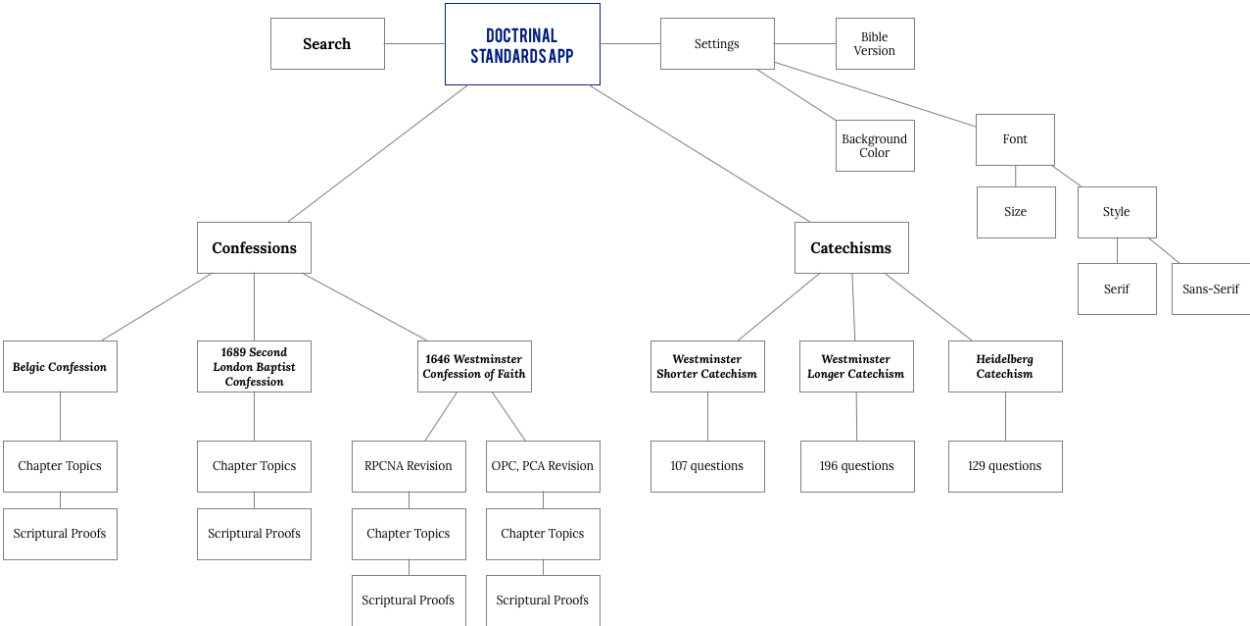 Search
DOCTRINAL
STANDARDS APP
Settings
Bible
Version
Background
Color
Font
Size
Style
Serif
Sans-Serif
Confessions
Catechisms
Belgic Confession
1689 Second
London Baptist
Confession
1646 Westminster
Confession of Faith
Westminster
Shorter Catechism
Westminster
Longer Catechism
Heidelberg
Catechism
Chapter Topics
Chapter Topics
RPCNA Revision
OPC, PCA Revision
107 questions
196 questions
129 questions
Scriptural Proofs
Scriptural Proofs
Chapter Topics
Chapter Topics
Scriptural Proofs
Scriptural Proofs